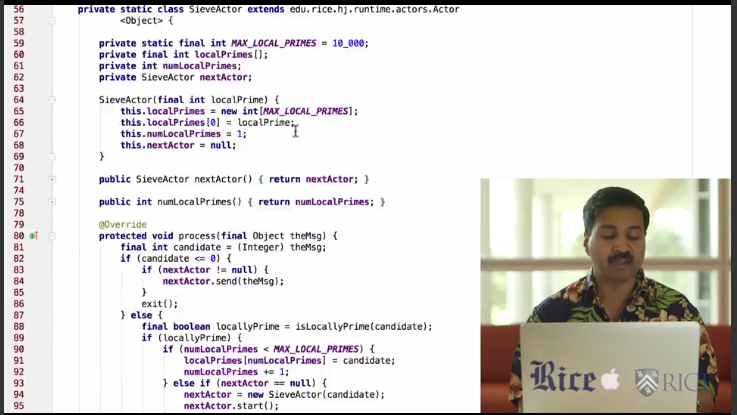 56 private static class SieveActor extends edu.rice.hj.runtime.actors.Actor
57 <Object> {
58
59 private static final int MAX_LOCAL_PRIMES = 10_000;
60 private final int localPrimes[];
61 private int numLocalPrimes;
62 private SieveActor nextActor;
63
64 SieveActor(final int localPrime) {
65 this.localPrimes = new int[MAX_LOCAL_PRIMES];
66 this.localPrimes[0] = localPrime;
67 this.numLocalPrimes = 1;
68 this.nextActor = null;
69 }
70
71 public SieveActor nextActor() { return nextActor; }
74
75 public int numLocalPrimes() { return numLocalPrimes; }
78
79 @Override
80 protected void process(final Object theMsg) {
81 final int candidate = (Integer) theMsg;
82 if (candidate <= 0) {
83 if (nextActor != null) {
84 nextActor.send(theMsg);
85 }
86 exit();
87 } else {
88 final boolean locallyPrime = isLocallyPrime(candidate);
89 if (locallyPrime) {
90 if (numLocalPrimes < MAX_LOCAL_PRIMES) {
91 localPrimes[numLocalPrimes] = candidate;
92 numLocalPrimes += 1;
93 } else if (nextActor == null) {
94 nextActor = new SieveActor(candidate);
95 nextActor.start();
Rice
RICE